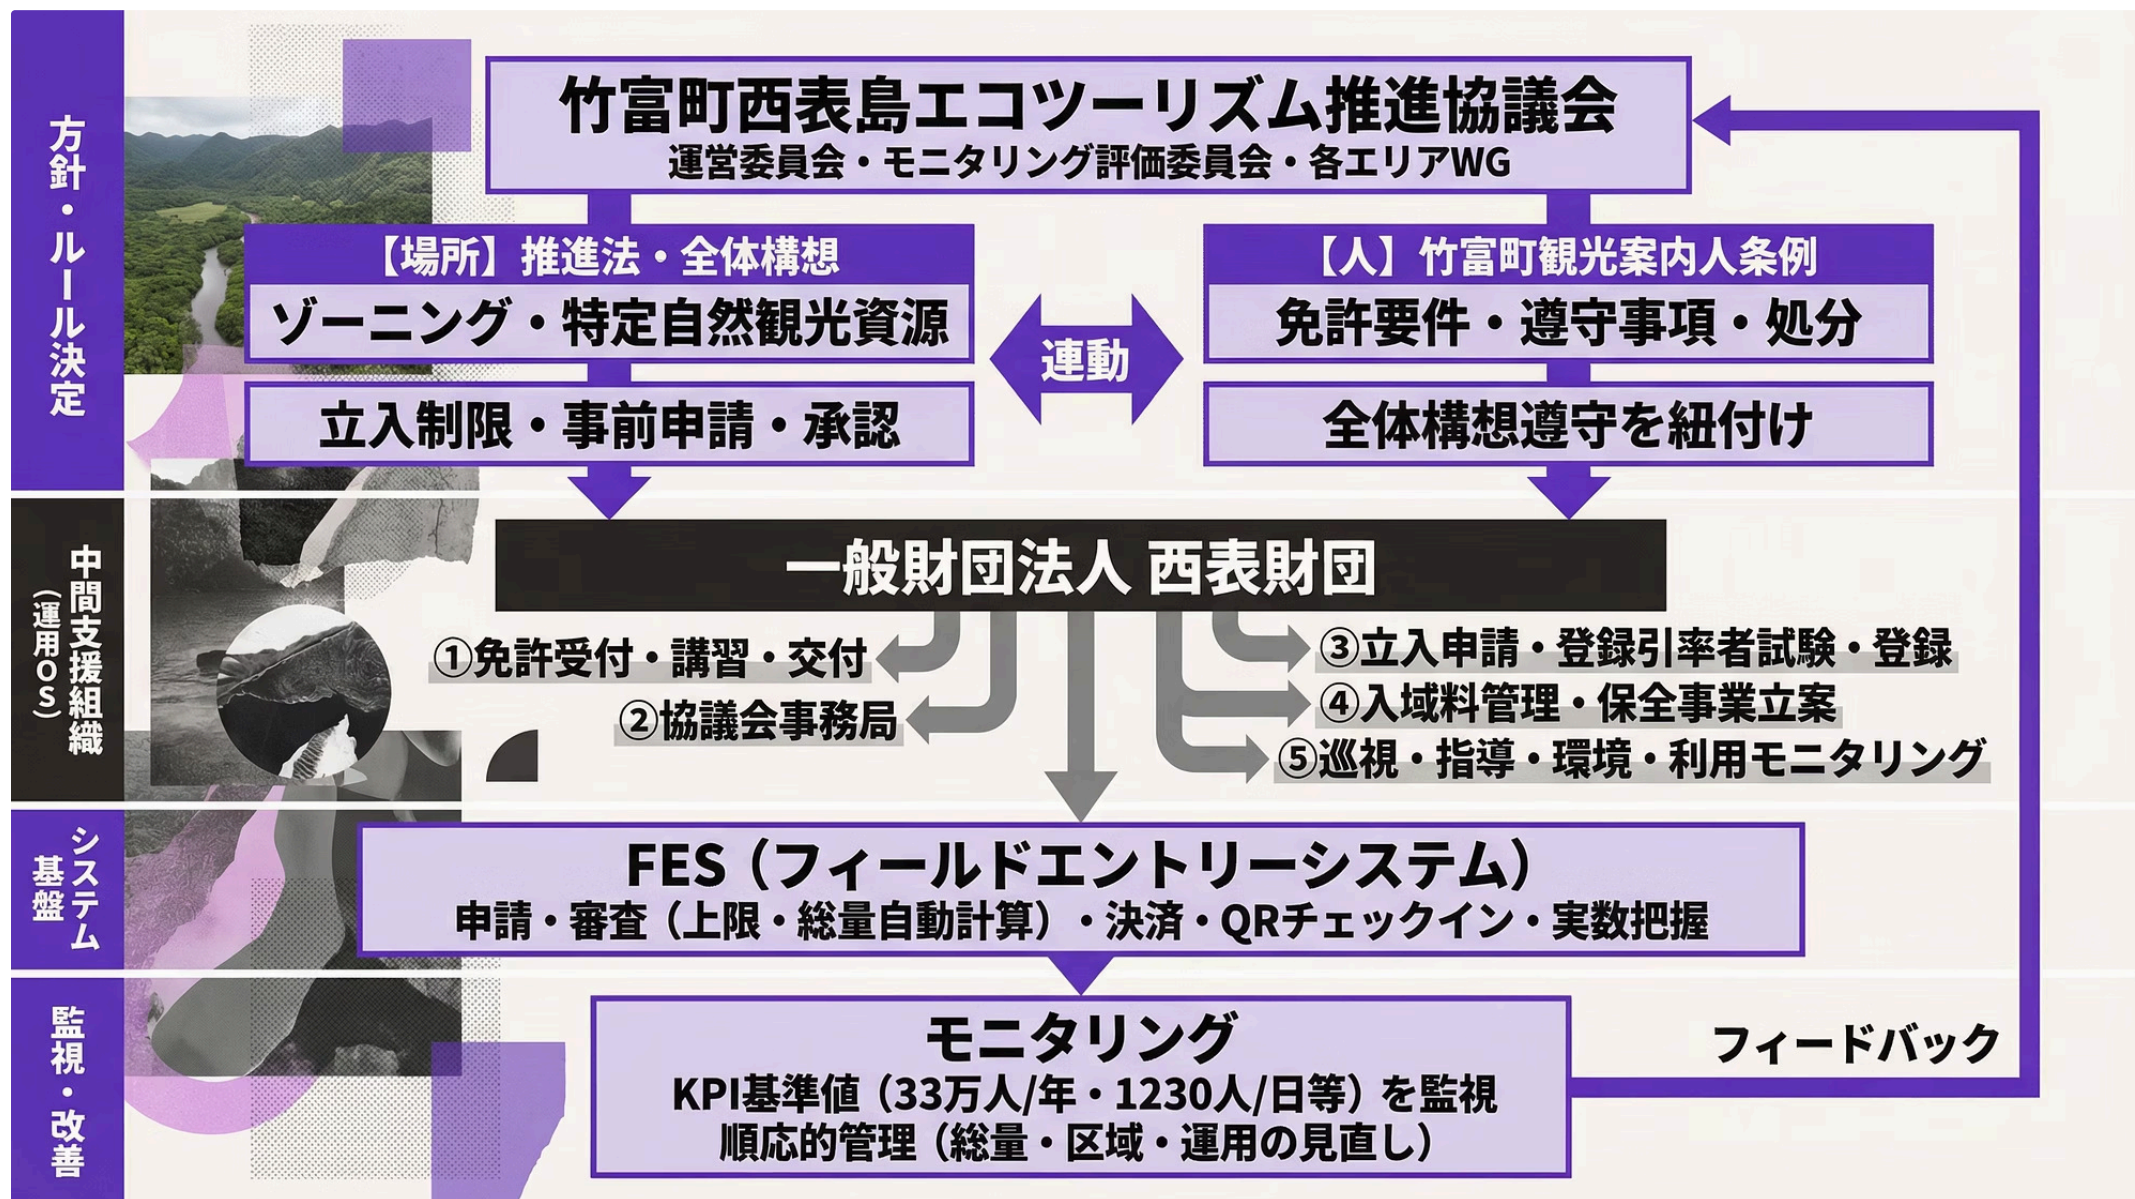 方針・ルール決定
竹富町西表島エコツーリズム推進協議会
運営委員会・モニタリング評価委員会・各エリアWG
【場所】推進法・全体構想
ゾーニング・特定自然観光資源
立入制限・事前申請・承認
連動
【人】竹富町観光案内人条例
免許要件・遵守事項・処分
全体構想遵守を紐付け
中間支援組織
（運用OS）
一般財団法人 西表財団
①免許受付・講習・交付
②協議会事務局
③立入申請・登録引率者試験・登録
④入域料管理・保全事業立案
⑤巡視・指導・環境・利用モニタリング
システム
基盤
FES（フィールドエントリーシステム）
申請・審査（上限・総量自動計算）・決済・QRチェックイン・実数把握
監視・改善
モニタリング
KPI基準値（33万人/年・1230人/日等）を監視
順応的管理（総量・区域・運用の見直し）
フィードバック